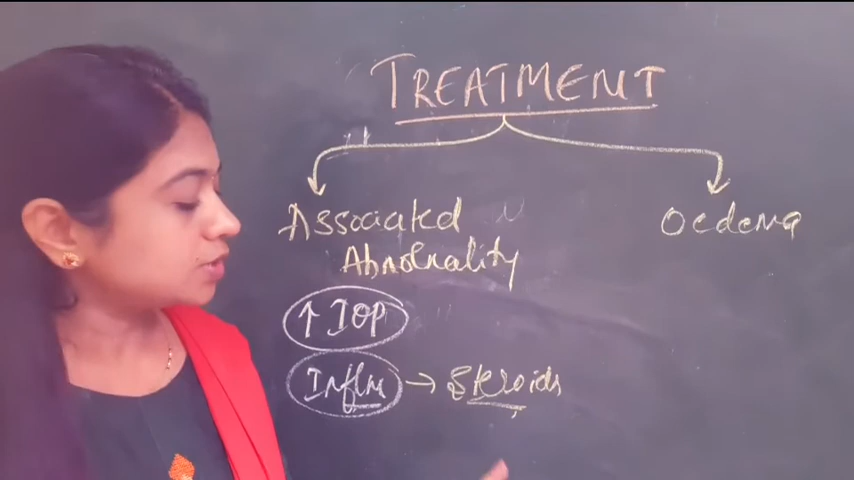 TREATMENT
Associated
Abnormality
Oedema
↑ IOP
Inflm → Steroids